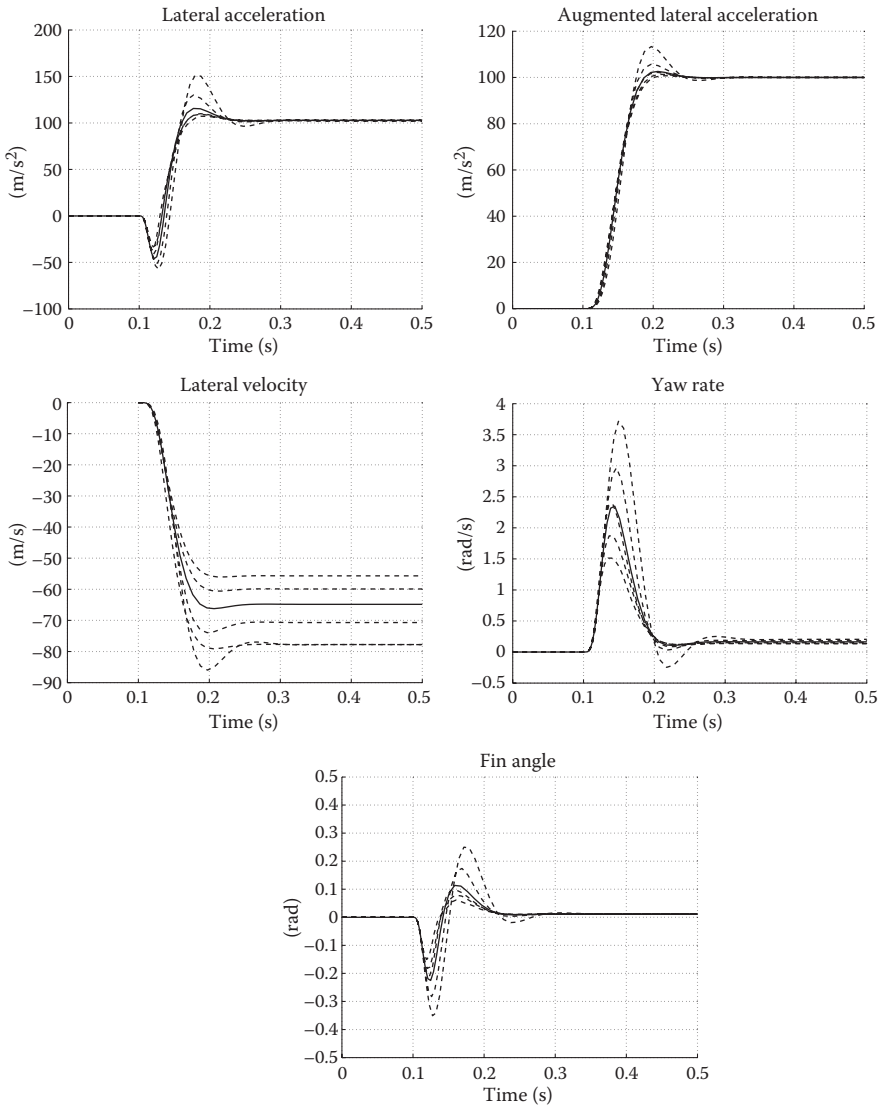 Lateral acceleration
200
150
100
50
0
−50
−100
(m/s²)
0 0.1 0.2 0.3 0.4 0.5
Time (s)
Augmented lateral acceleration
120
100
80
60
40
20
0
(m/s²)
0 0.1 0.2 0.3 0.4 0.5
Time (s)
Lateral velocity
0
−10
−20
−30
−40
−50
−60
−70
−80
−90
(m/s)
0 0.1 0.2 0.3 0.4 0.5
Time (s)
Yaw rate
4
3.5
3
2.5
2
1.5
1
0.5
0
−0.5
(rad/s)
0 0.1 0.2 0.3 0.4 0.5
Time (s)
Fin angle
0.5
0.4
0.3
0.2
0.1
0
−0.1
−0.2
−0.3
−0.4
−0.5
(rad)
0 0.1 0.2 0.3 0.4 0.5
Time (s)